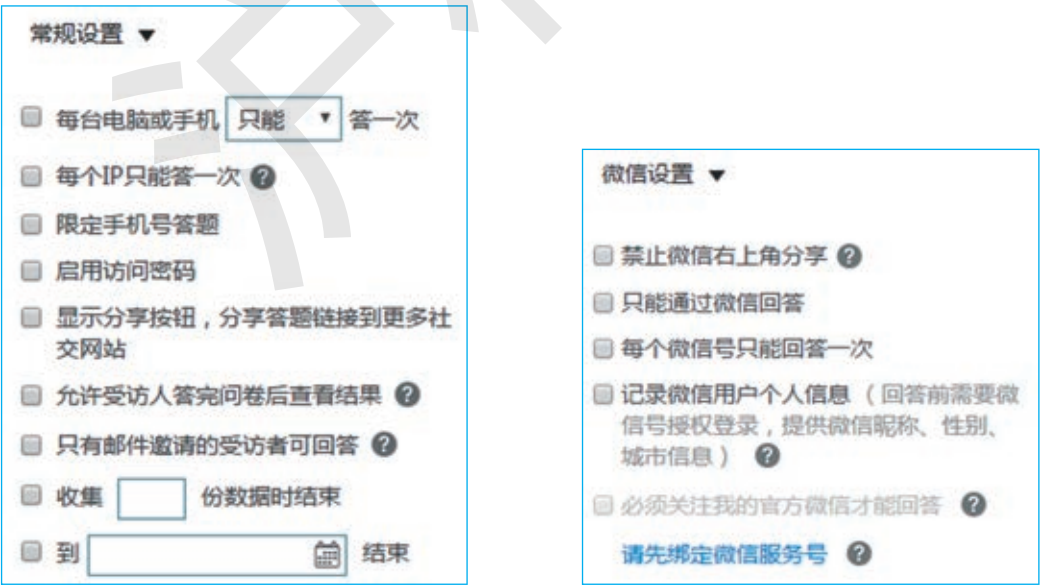 常规设置 ▼
每台电脑或手机 只能 ▼ 答一次
每个IP只能答一次 ?
限定手机号答题
启用访问密码
显示分享按钮，分享答题链接到更多社
交网站
允许受访人答完问卷后查看结果 ?
只有邮件邀请的受访者可回答 ?
收集 份数据时结束
到 结束
微信设置 ▼
禁止微信右上角分享 ?
只能通过微信回答
每个微信号只能回答一次
记录微信用户个人信息（回答前需要微
信号授权登录，提供微信昵称、性别、
城市信息） ?
必须关注我的官方微信才能回答 ?
请先绑定微信服务号 ?